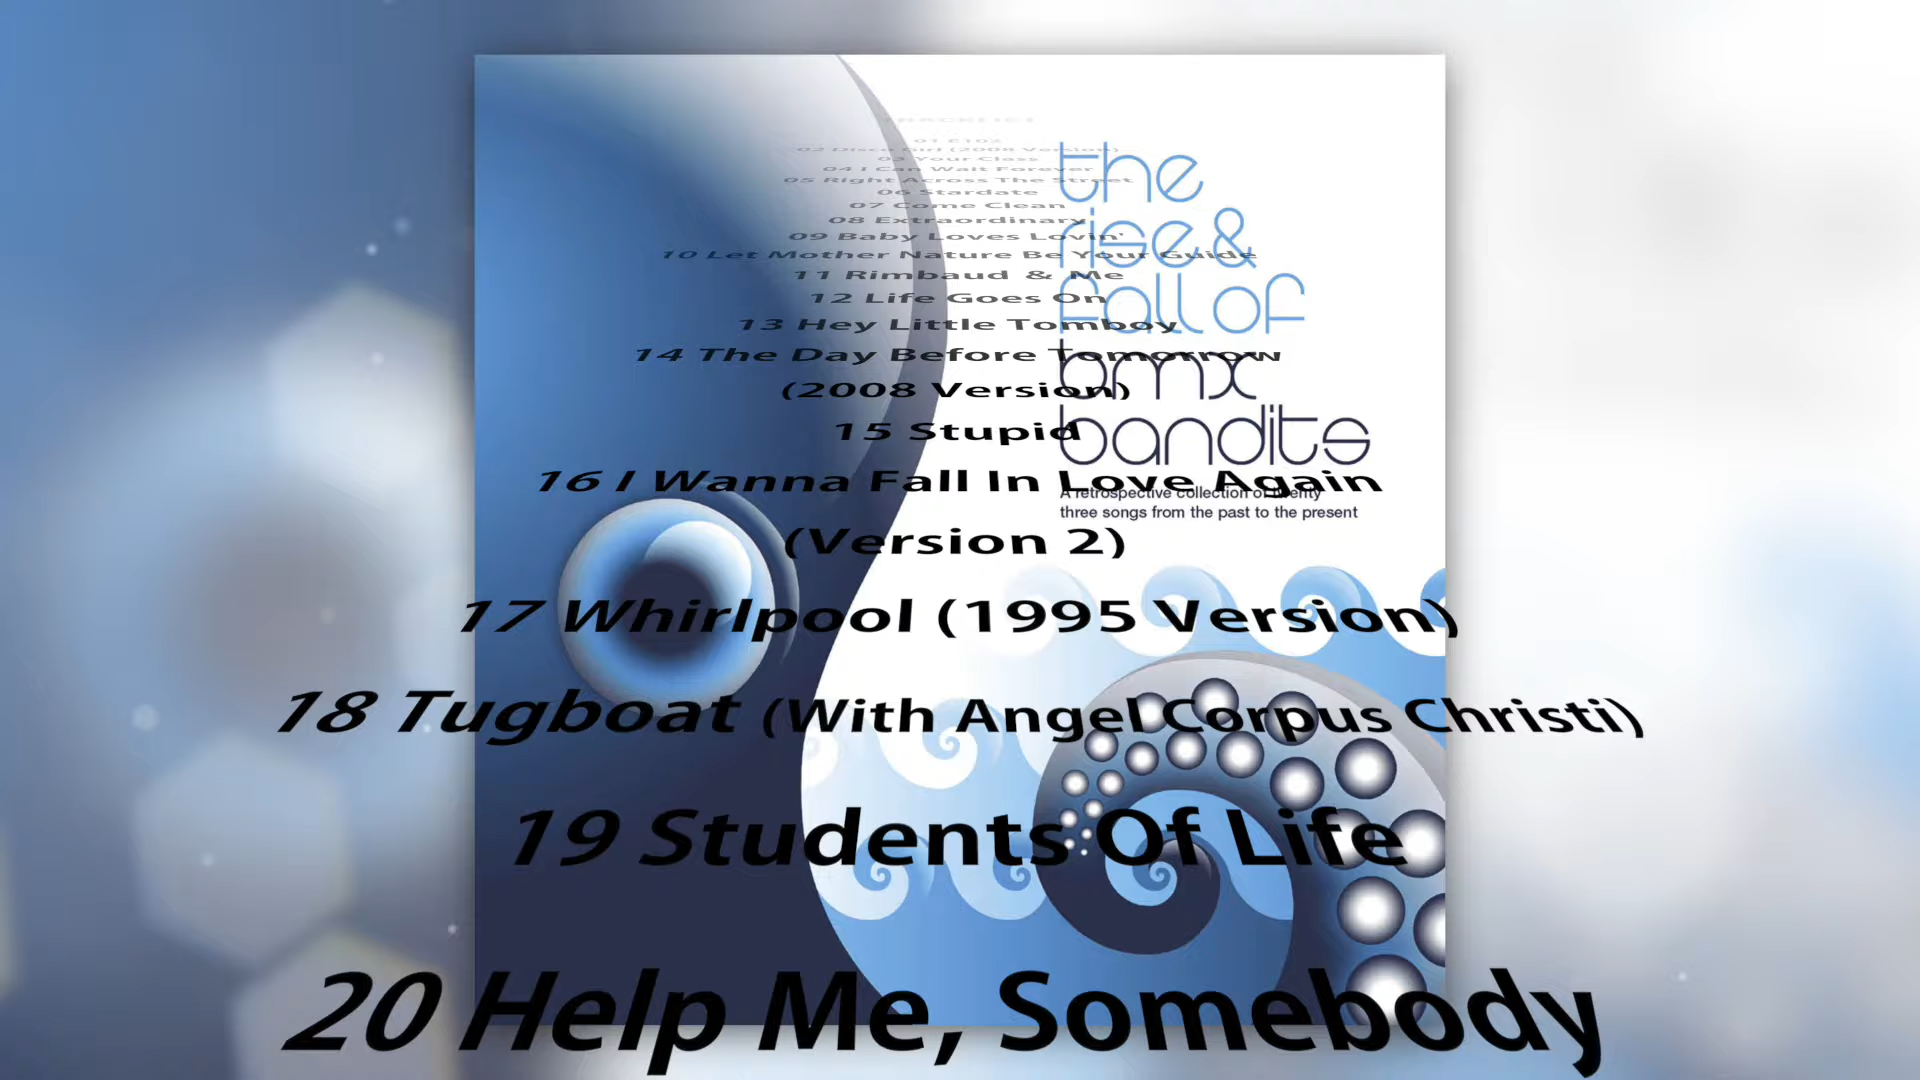 TRACKLIST
01 E102
02 Disco Girl (2008 Version)
03 Your Class
04 I Can Wait Forever
05 Right Across The Street
06 Stardate
07 Come Clean
08 Extraordinary
09 Baby Loves Lovin'
10 Let Mother Nature Be Your Guide
11 Rimbaud & Me
12 Life Goes On
13 Hey Little Tomboy
14 The Day Before Tomorrow
(2008 Version)
15 Stupid
16 I Wanna Fall In Love Again
(Version 2)
17 Whirlpool (1995 Version)
18 Tugboat (With Angel Corpus Christi)
19 Students Of Life
20 Help Me, Somebody
the
rise &
fall of
bmx
bandits
A retrospective collection of twenty
three songs from the past to the present